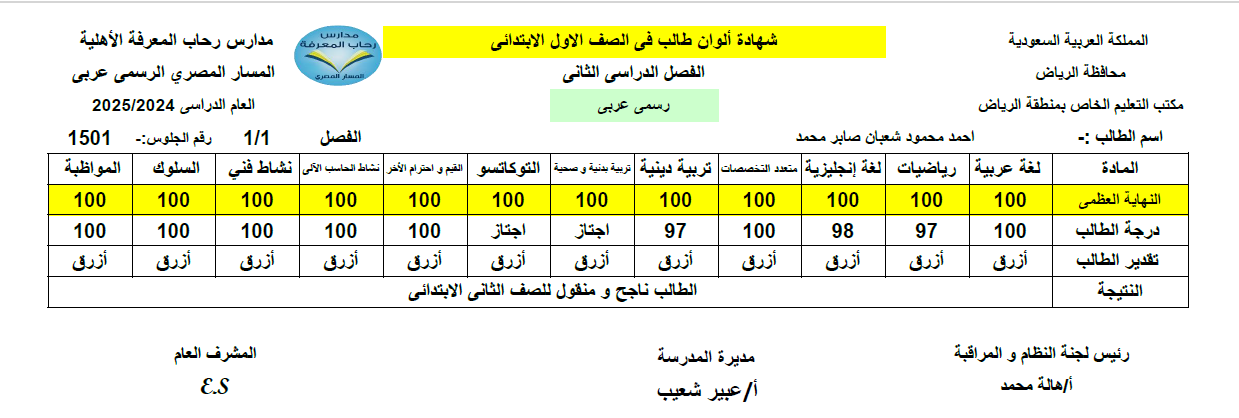 المملكة العربية السعودية
محافظة الرياض
مكتب التعليم الخاص بمنطقة الرياض
شهادة ألوان طالب فى الصف الاول الابتدائى
الفصل الدراسى الثانى
رسمى عربى
مدارس رحاب المعرفة
المسار المصرى
مدارس رحاب المعرفة الأهلية
المسار المصري الرسمى عربى
العام الدراسى 2025/2024
اسم الطالب :- احمد محمود شعبان صابر محمد الفصل 1/1 رقم الجلوس:- 1501
المادة لغة عربية رياضيات لغة إنجليزية متعدد التخصصات تربية دينية تربية بدنية و صحية التوكاتسو القيم و احترام الأخر نشاط الحاسب الآلى نشاط فني السلوك المواظبة
النهاية العظمى 100 100 100 100 100 100 100 100 100 100 100 100
درجة الطالب 100 97 98 100 97 اجتاز اجتاز 100 100 100 100 100
تقدير الطالب أزرق أزرق أزرق أزرق أزرق أزرق أزرق أزرق أزرق أزرق أزرق أزرق
النتيجة الطالب ناجح و منقول للصف الثانى الابتدائى
رئيس لجنة النظام و المراقبة
أ/هالة محمد
مديرة المدرسة
أ/عبير شعيب
المشرف العام
E.S